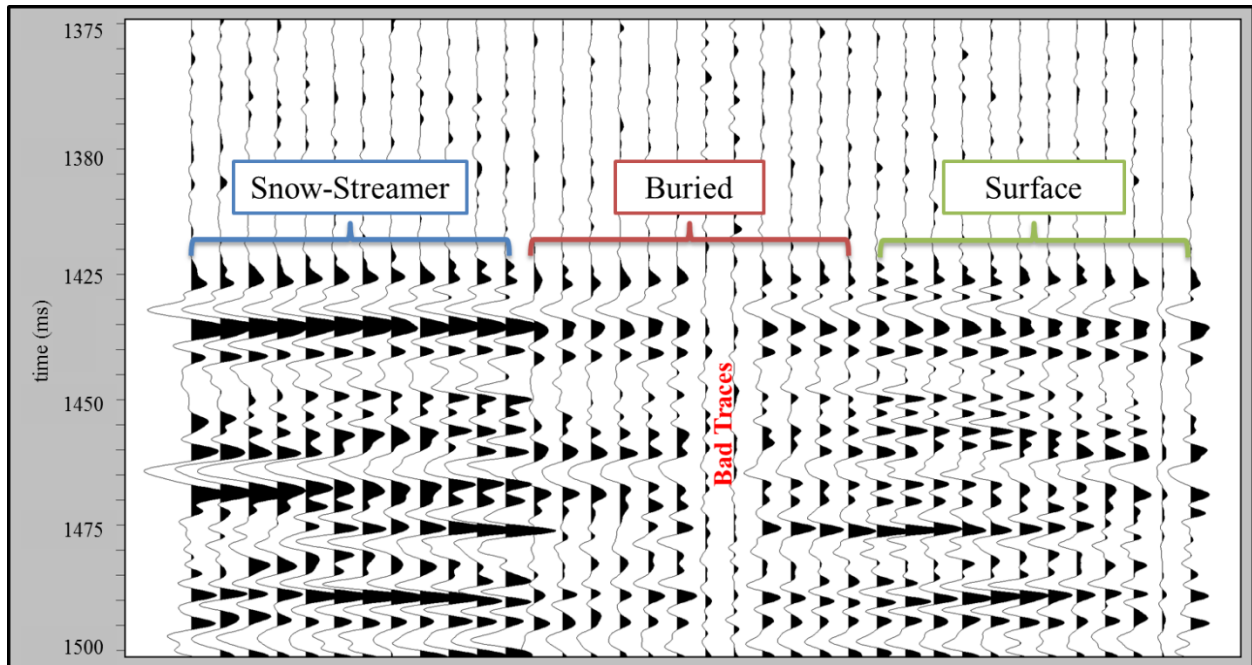 1375
1380
Snow-Streamer
Buried
Surface
1425
time (ms)
1450
Bad Traces
1475
1500